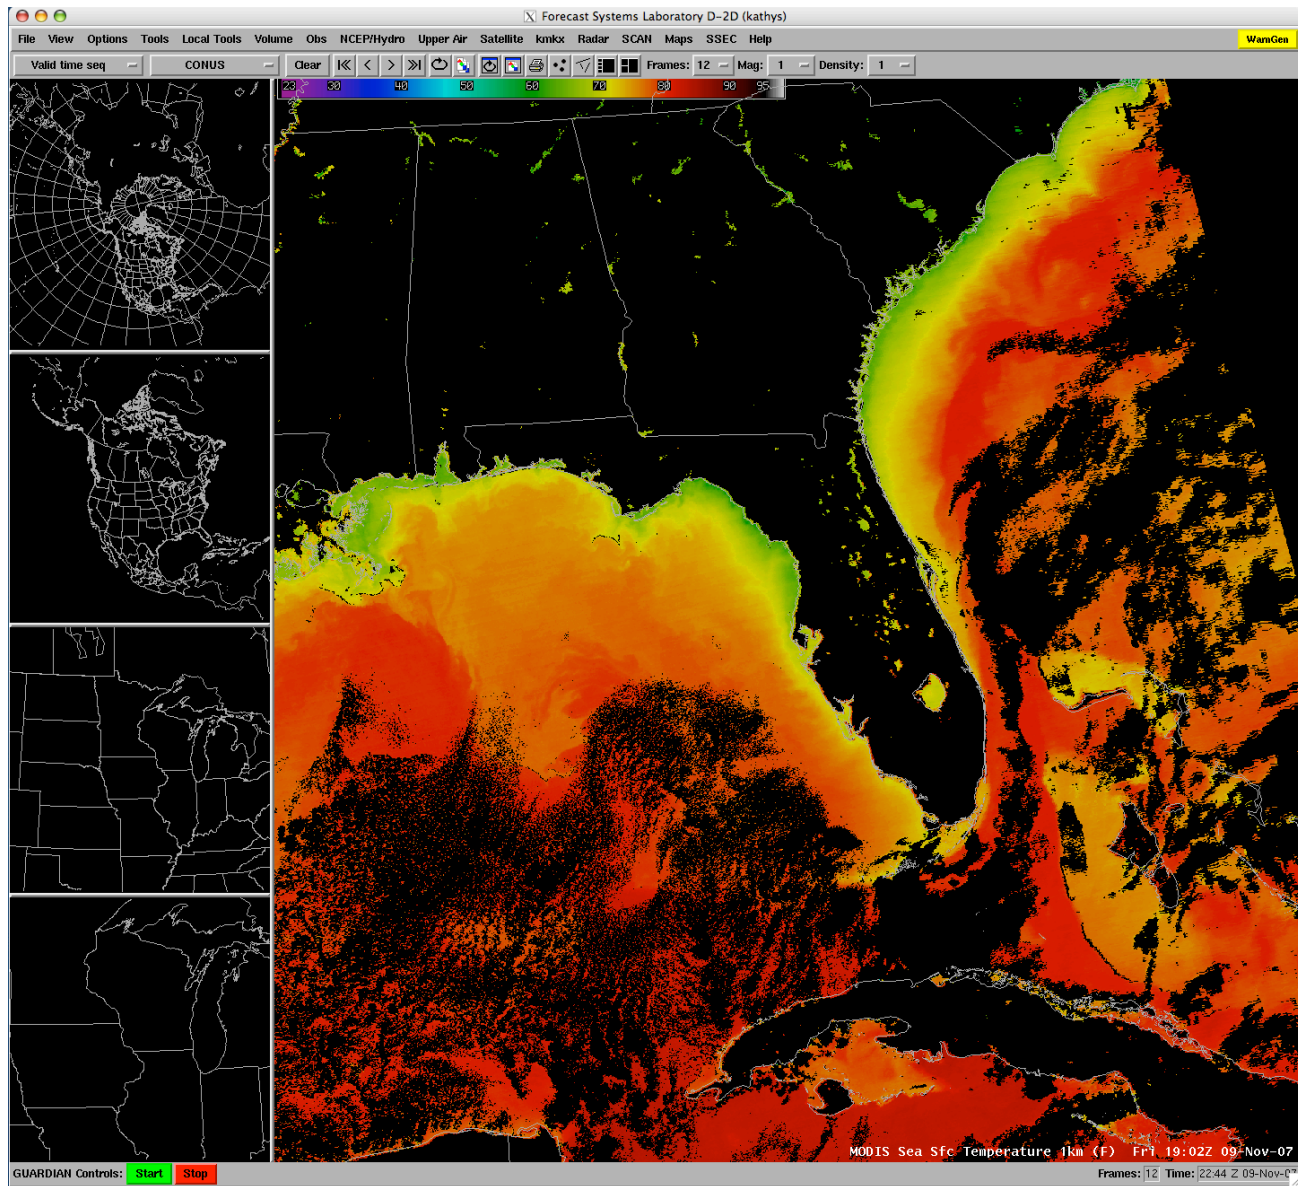 X Forecast Systems Laboratory D-2D (kathys)
File View Options Tools Local Tools Volume Obs NCEP/Hydro Upper Air Satellite kmkx Radar SCAN Maps SSEC Help WarnGen
Valid time seq CONUS Clear Frames: 12 Mag: 1 Density: 1
23 30 40 50 60 70 80 90 95
MODIS Sea Sfc Temperature 1km (F) Fri 19:02Z 09-Nov-07
GUARDIAN Controls: Start Stop Frames: 12 Time: 22:44 Z 09-Nov-07